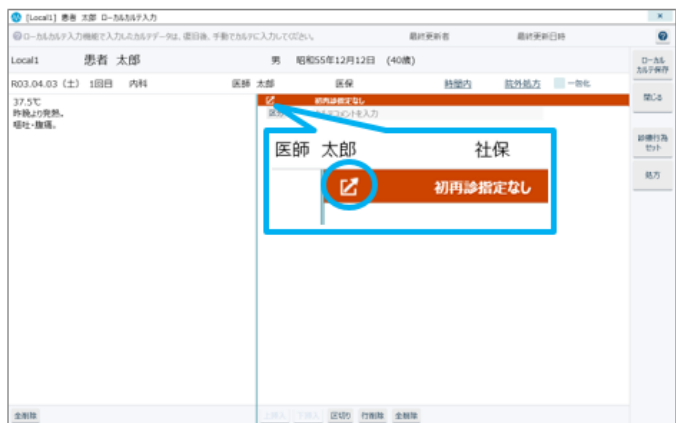 [Local1] 患者 太郎 ローカルカルテ入力
ローカルカルテ入力機能で入力したカルテデータは、復旧後、手動でカルテに入力してください。 最終更新者 最終更新日時
Local1 患者 太郎 男 昭和55年12月12日 (40歳)
ローカル
カルテ保存
R03.04.03 (土) 1回目 内科 医師 太郎 医保 時間内 院外処方 一般化
閉じる
37.5℃
昨晩より発熱。
嘔吐・腹痛。
初再診指定なし
コメントを入力
医師 太郎 社保
初再診指定なし
診療行為
セット
処方
全削除 上挿入 下挿入 区切り 行削除 全削除